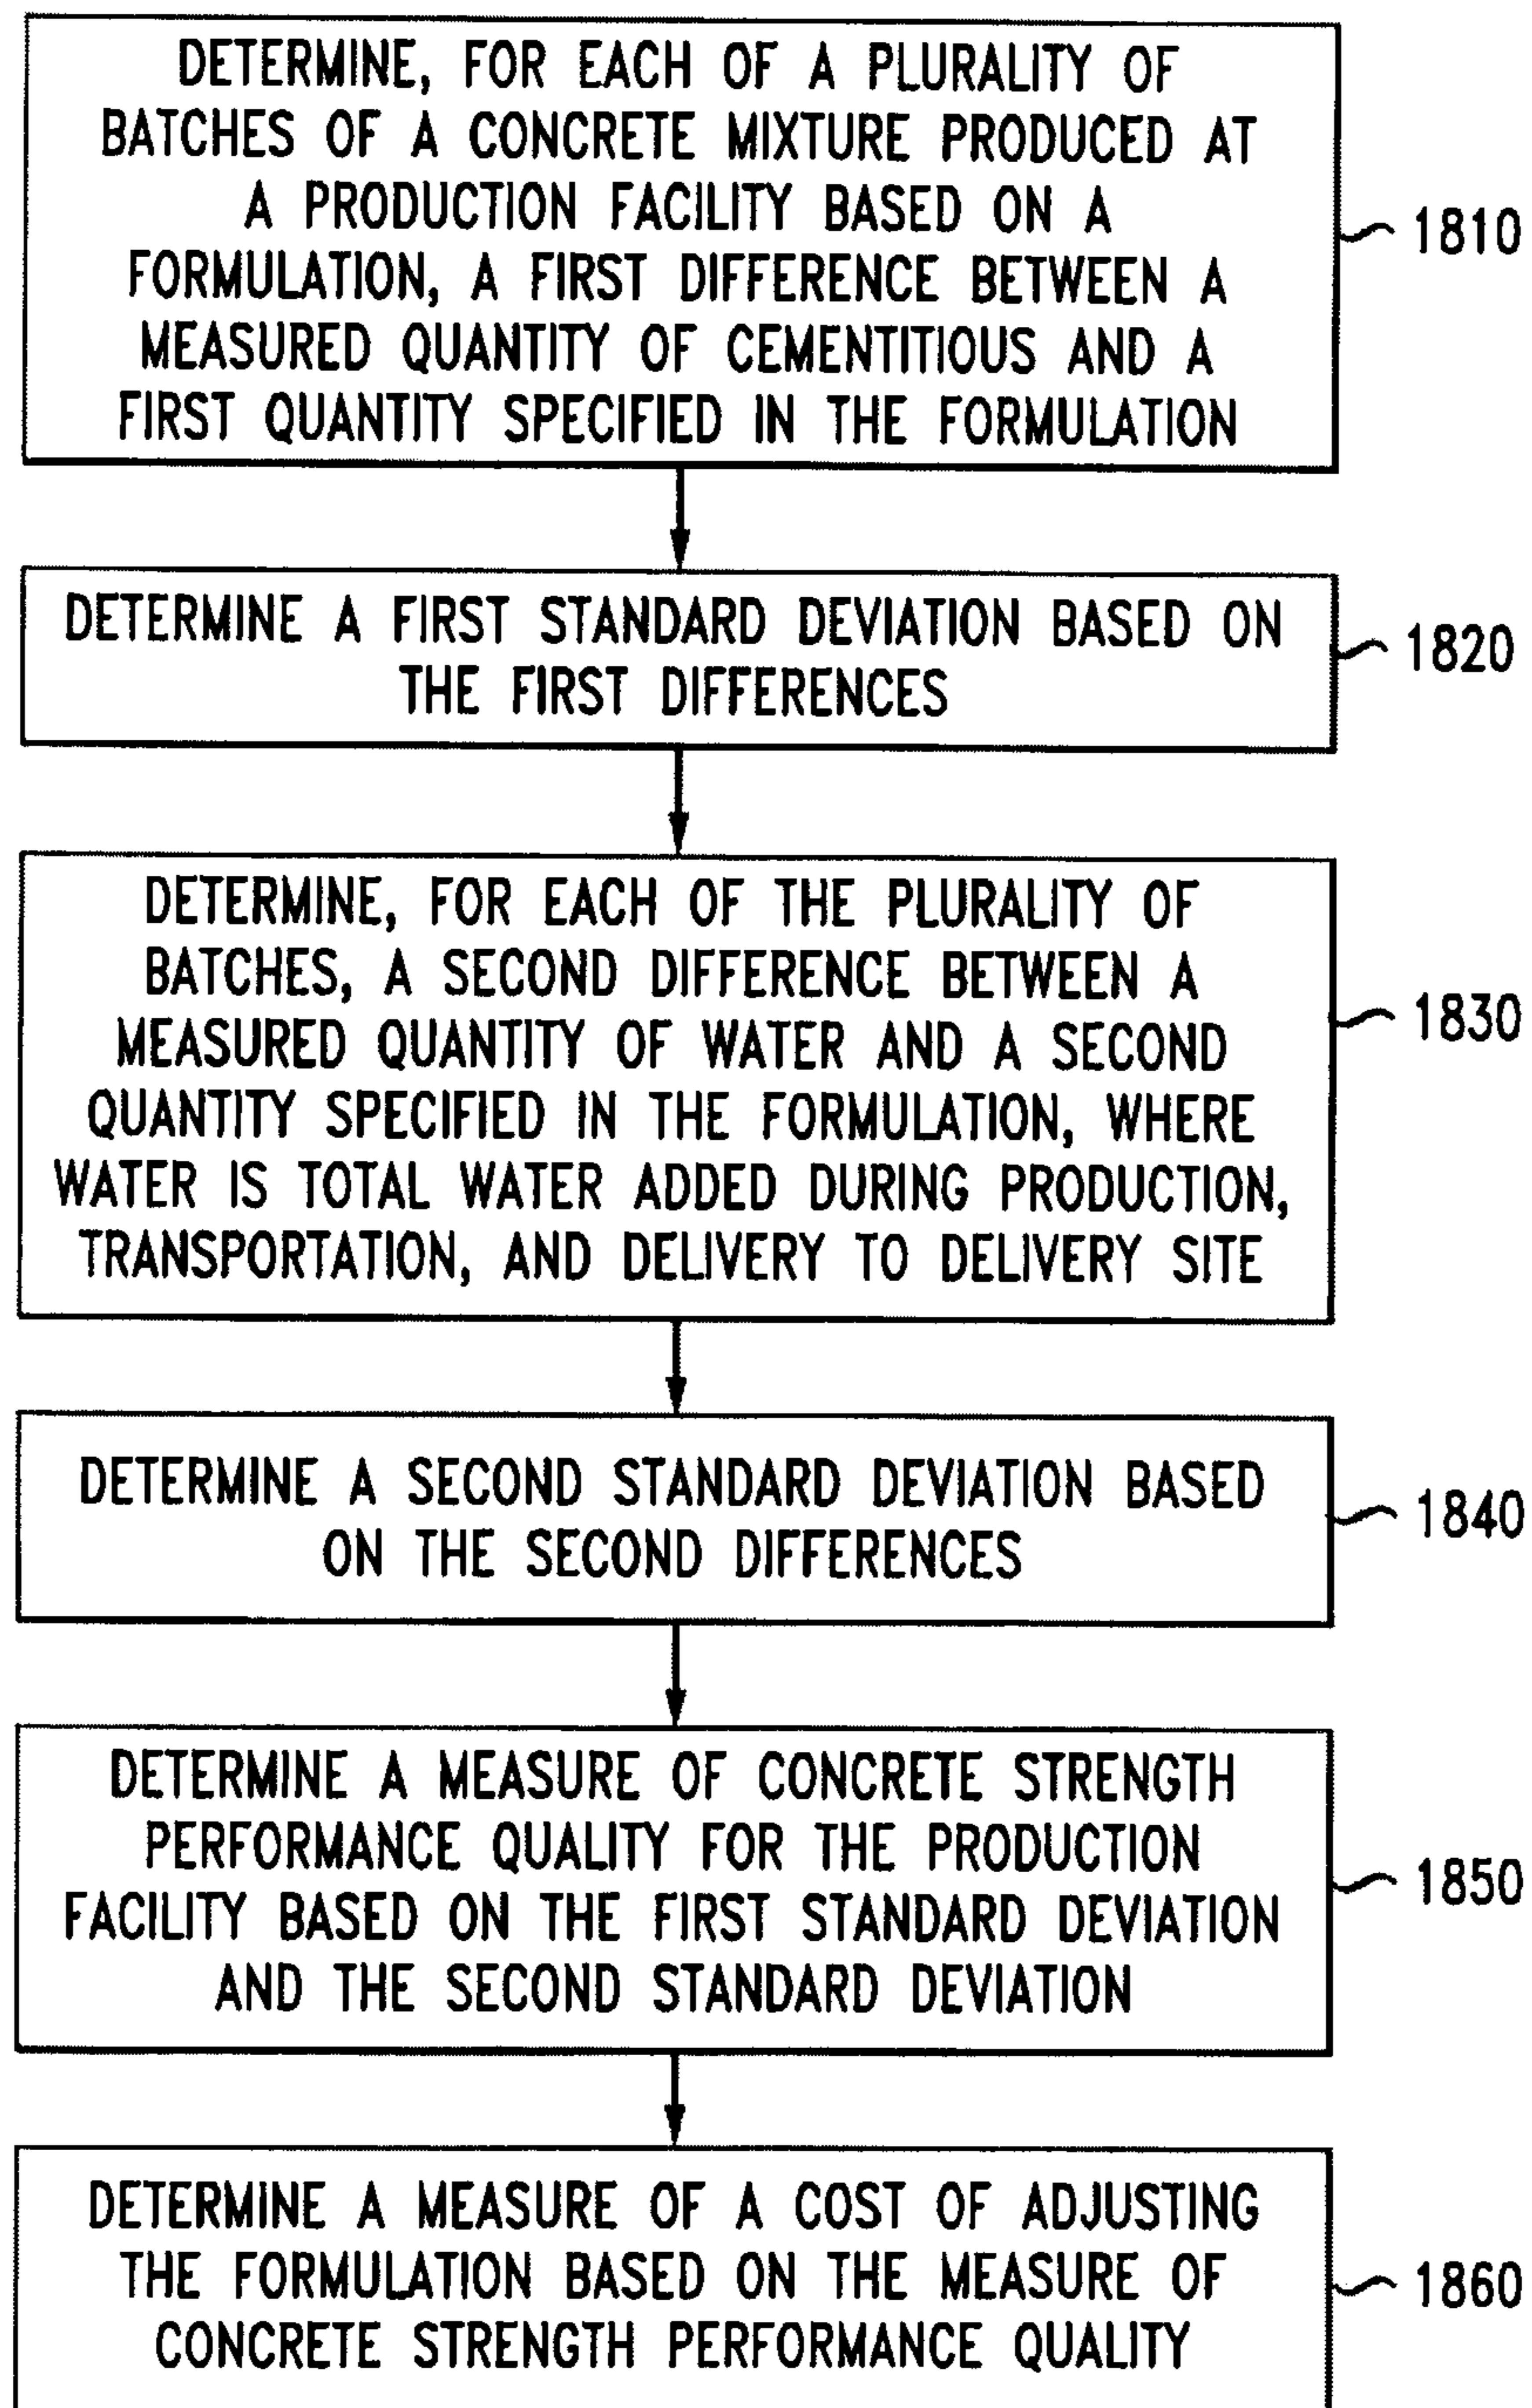 DETERMINE, FOR EACH OF A PLURALITY OF
BATCHES OF A CONCRETE MIXTURE PRODUCED AT
A PRODUCTION FACILITY BASED ON A
FORMULATION, A FIRST DIFFERENCE BETWEEN A
MEASURED QUANTITY OF CEMENTITIOUS AND A
FIRST QUANTITY SPECIFIED IN THE FORMULATION
1810
DETERMINE A FIRST STANDARD DEVIATION BASED ON
THE FIRST DIFFERENCES
1820
DETERMINE, FOR EACH OF THE PLURALITY OF
BATCHES, A SECOND DIFFERENCE BETWEEN A
MEASURED QUANTITY OF WATER AND A SECOND
QUANTITY SPECIFIED IN THE FORMULATION, WHERE
WATER IS TOTAL WATER ADDED DURING PRODUCTION,
TRANSPORTATION, AND DELIVERY TO DELIVERY SITE
1830
DETERMINE A SECOND STANDARD DEVIATION BASED
ON THE SECOND DIFFERENCES
1840
DETERMINE A MEASURE OF CONCRETE STRENGTH
PERFORMANCE QUALITY FOR THE PRODUCTION
FACILITY BASED ON THE FIRST STANDARD DEVIATION
AND THE SECOND STANDARD DEVIATION
1850
DETERMINE A MEASURE OF A COST OF ADJUSTING
THE FORMULATION BASED ON THE MEASURE OF
CONCRETE STRENGTH PERFORMANCE QUALITY
1860